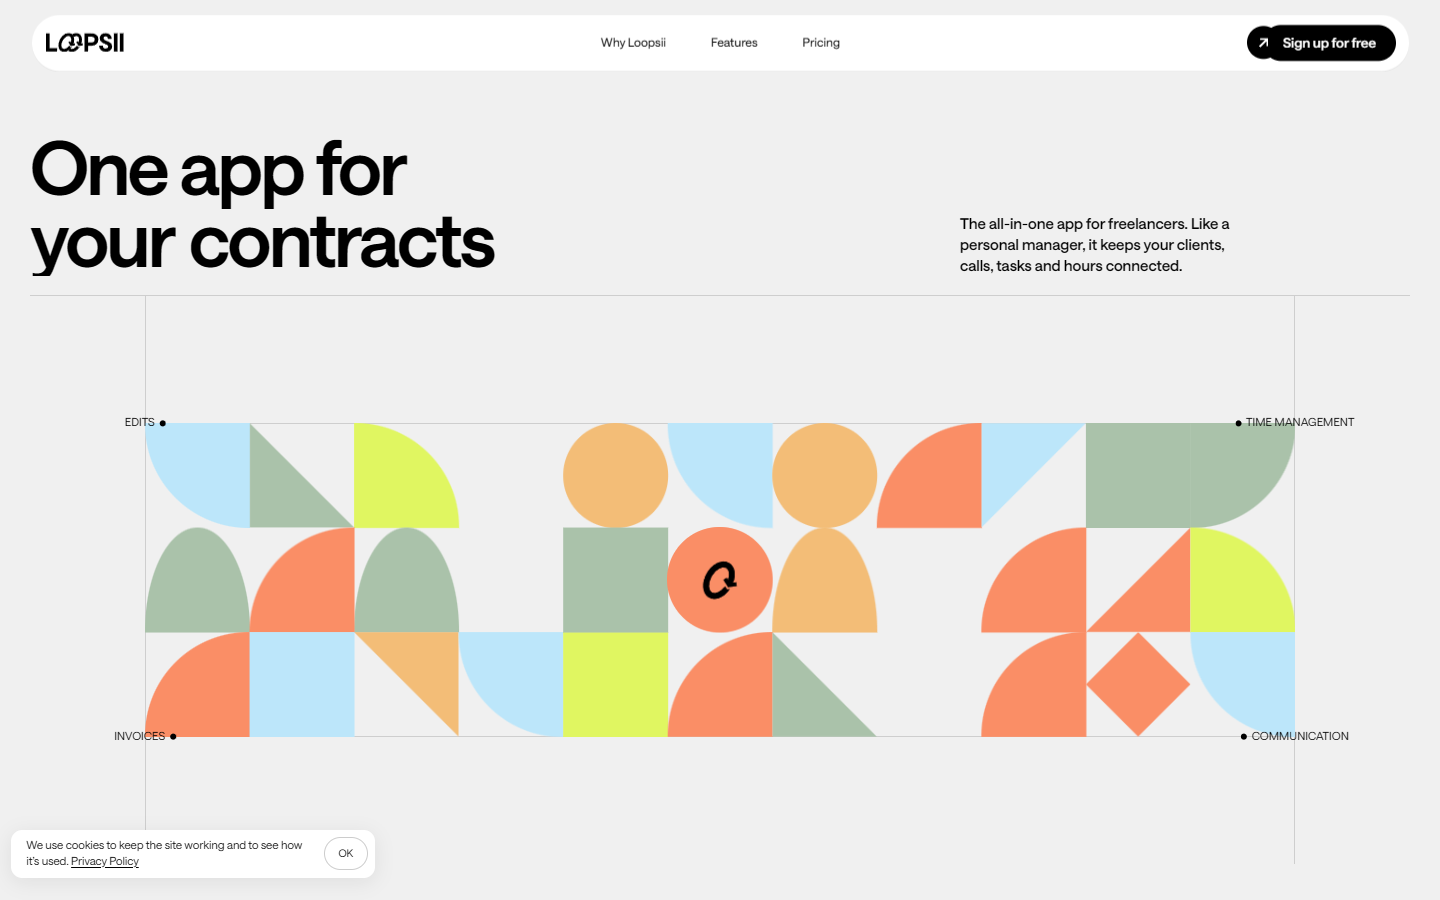 LOOPSII
Why Loopsii
Features
Pricing
Sign up for free
One app for
your contracts
The all-in-one app for freelancers. Like a
personal manager, it keeps your clients,
calls, tasks and hours connected.
EDITS
TIME MANAGEMENT
INVOICES
COMMUNICATION
We use cookies to keep the site working and to see how
it's used. Privacy Policy
OK